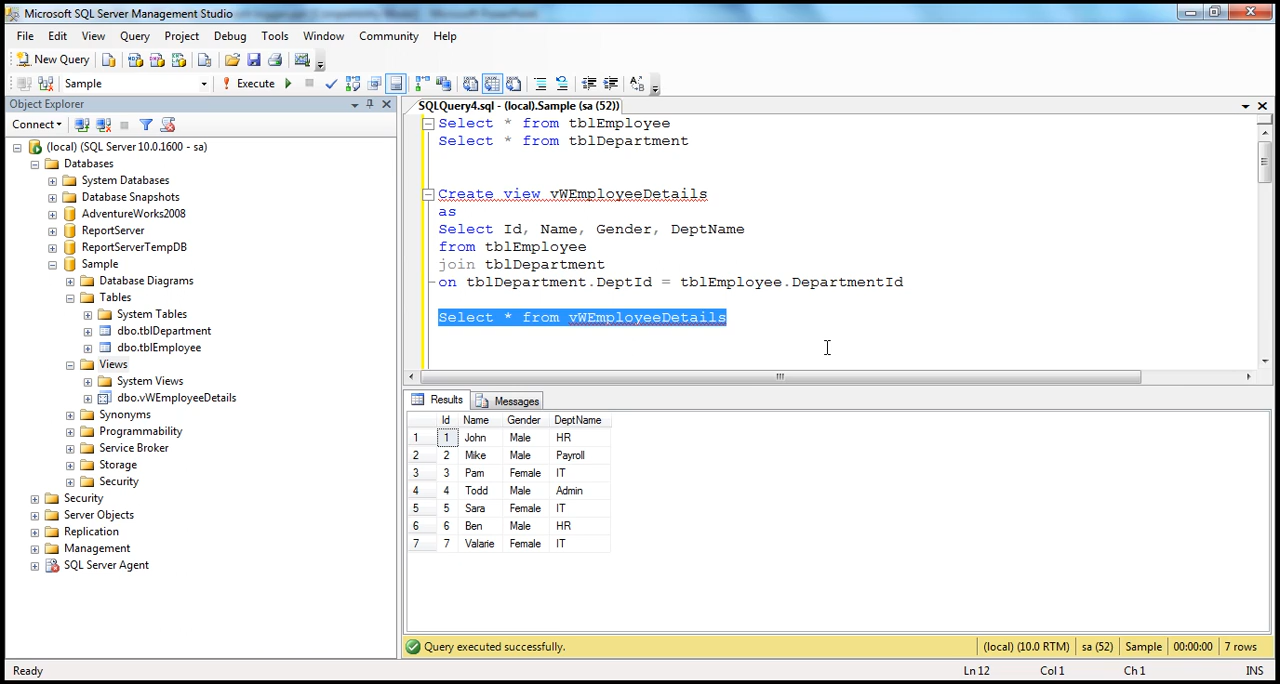 Microsoft SQL Server Management Studio
File Edit View Query Project Debug Tools Window Community Help
New Query
Sample Execute
Object Explorer
SQLQuery4.sql - (local).Sample (sa (52))
Connect
(local) (SQL Server 10.0.1600 - sa)
Databases
System Databases
Database Snapshots
AdventureWorks2008
ReportServer
ReportServerTempDB
Sample
Database Diagrams
Tables
System Tables
dbo.tblDepartment
dbo.tblEmployee
Views
System Views
dbo.vWEmployeeDetails
Synonyms
Programmability
Service Broker
Storage
Security
Security
Server Objects
Replication
Management
SQL Server Agent
Select * from tblEmployee
Select * from tblDepartment
Create view vWEmployeeDetails
as
Select Id, Name, Gender, DeptName
from tblEmployee
join tblDepartment
on tblDepartment.DeptId = tblEmployee.DepartmentId
Select * from vWEmployeeDetails
Results Messages
Id Name Gender DeptName
1 1 John Male HR
2 2 Mike Male Payroll
3 3 Pam Female IT
4 4 Todd Male Admin
5 5 Sara Female IT
6 6 Ben Male HR
7 7 Valarie Female IT
Query executed successfully. (local) (10.0 RTM) sa (52) Sample 00:00:00 7 rows
Ready Ln 12 Col 1 Ch 1 INS